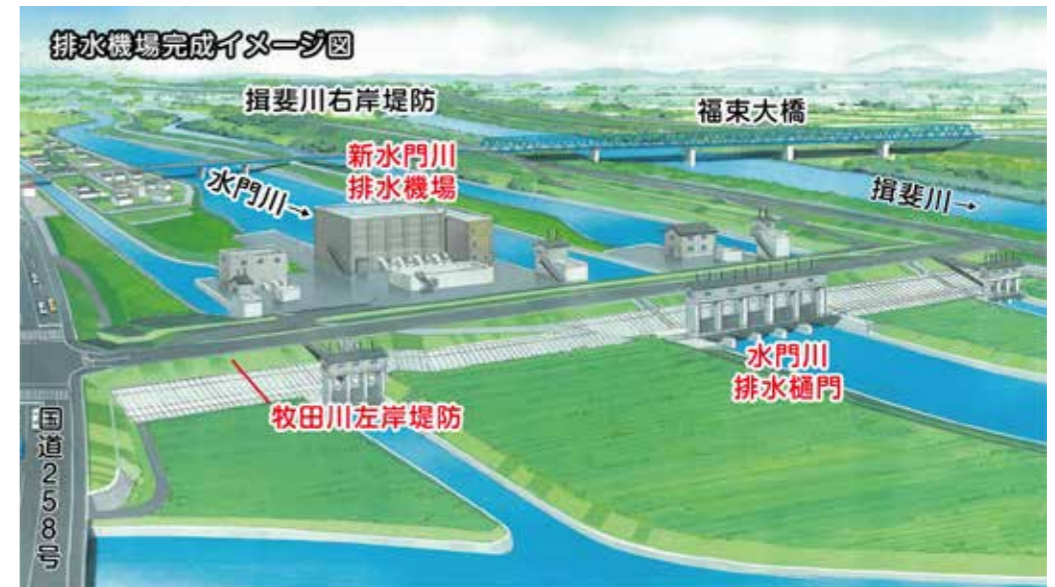 排水機場完成イメージ図
揖斐川右岸堤防
福束大橋
新水門川
排水機場
水門川→
揖斐川→
水門川
排水樋門
牧田川左岸堤防
国道258号